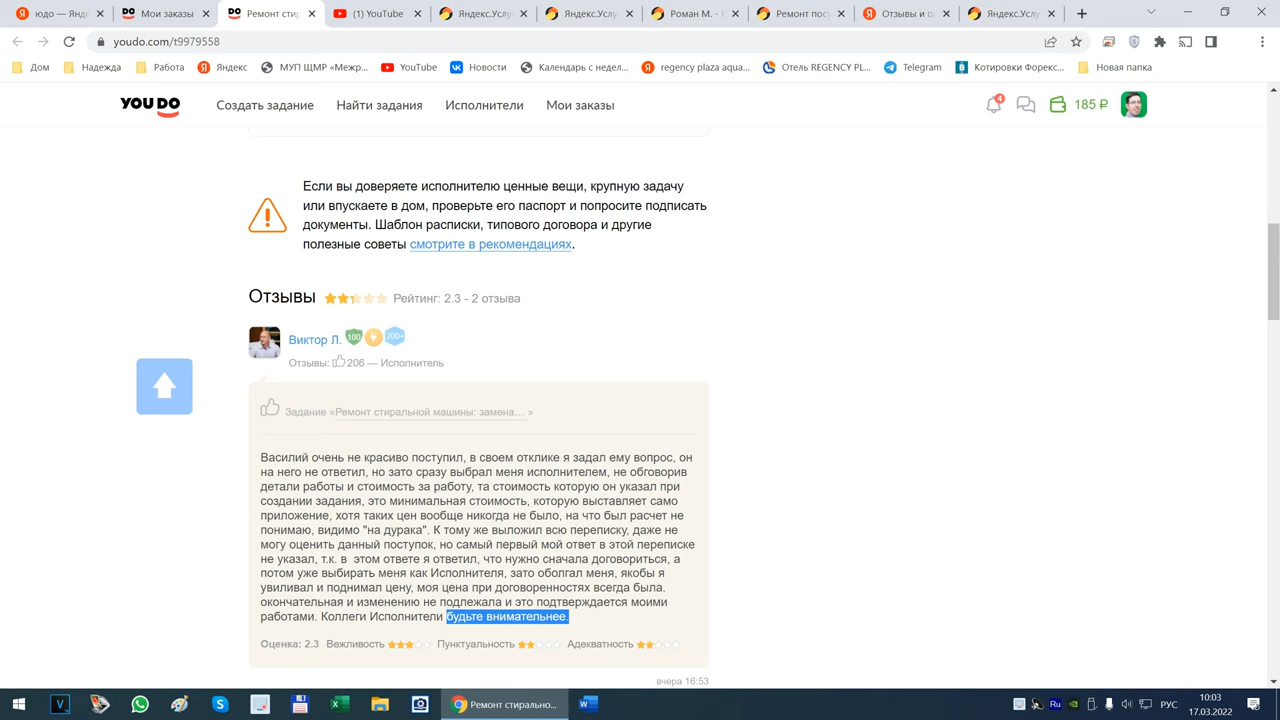 юдо — Я
Мои заказы
Ремонт стир
(1) YouTube
Яндекс.Услу
Яндекс.Услу
Роман М. -
Ремонт посу
Отзывы и о
Яндекс.Усл
youdo.com/t9979558
Дом
Надежда
Работа
Яндекс
МУП ЩМР «Межр...
YouTube
Новости
Календарь с недел...
regency plaza aqua...
Отель REGENCY PL...
Telegram
Котировки Форекс...
Новая папка
YOU DO
Создать задание
Найти задания
Исполнители
Мои заказы
4
185 ₽
Если вы доверяете исполнителю ценные вещи, крупную задачу
или впускаете в дом, проверьте его паспорт и попросите подписать
документы. Шаблон расписки, типового договора и другие
полезные советы смотрите в рекомендациях.
Отзывы Рейтинг: 2.3 - 2 отзыва
Виктор Л. 100 200+
Отзывы: 206 — Исполнитель
Задание «Ремонт стиральной машины: замена… »
Василий очень не красиво поступил, в своем отклике я задал ему вопрос, он
на него не ответил, но зато сразу выбрал меня исполнителем, не обговорив
детали работы и стоимость за работу, та стоимость которую он указал при
создании задания, это минимальная стоимость, которую выставляет само
приложение, хотя таких цен вообще никогда не было, на что был расчет не
понимаю, видимо "на дурака". К тому же выложил всю переписку, даже не
могу оценить данный поступок, но самый первый мой ответ в этой переписке
не указал, т.к. в  этом ответе я ответил, что нужно сначала договориться, а
потом уже выбирать меня как Исполнителя, зато оболгал меня, якобы я
увиливал и поднимал цену, моя цена при договоренностях всегда была.
окончательная и изменению не подлежала и это подтверждается моими
работами. Коллеги Исполнители будьте внимательнее.
Оценка: 2.3 Вежливость Пунктуальность Адекватность
вчера 16:53
Ремонт стирально...
РУС
10:03
17.03.2022